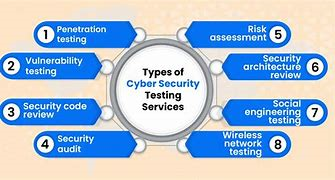 Types of
Cyber Security
Testing
Services
1
Penetration
testing
2
Vulnerability
testing
3
Security code
review
4
Security
audit
Risk
assessment
5
Security
architecture
review
6
Social
engineering
testing
7
Wireless
network
testing
8